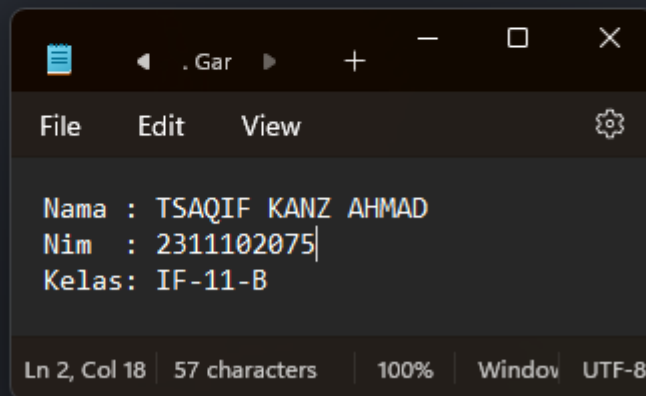 . Gar
File Edit View
Nama : TSAQIF KANZ AHMAD
Nim  : 2311102075
Kelas: IF-11-B
Ln 2, Col 18 57 characters 100% Window UTF-8